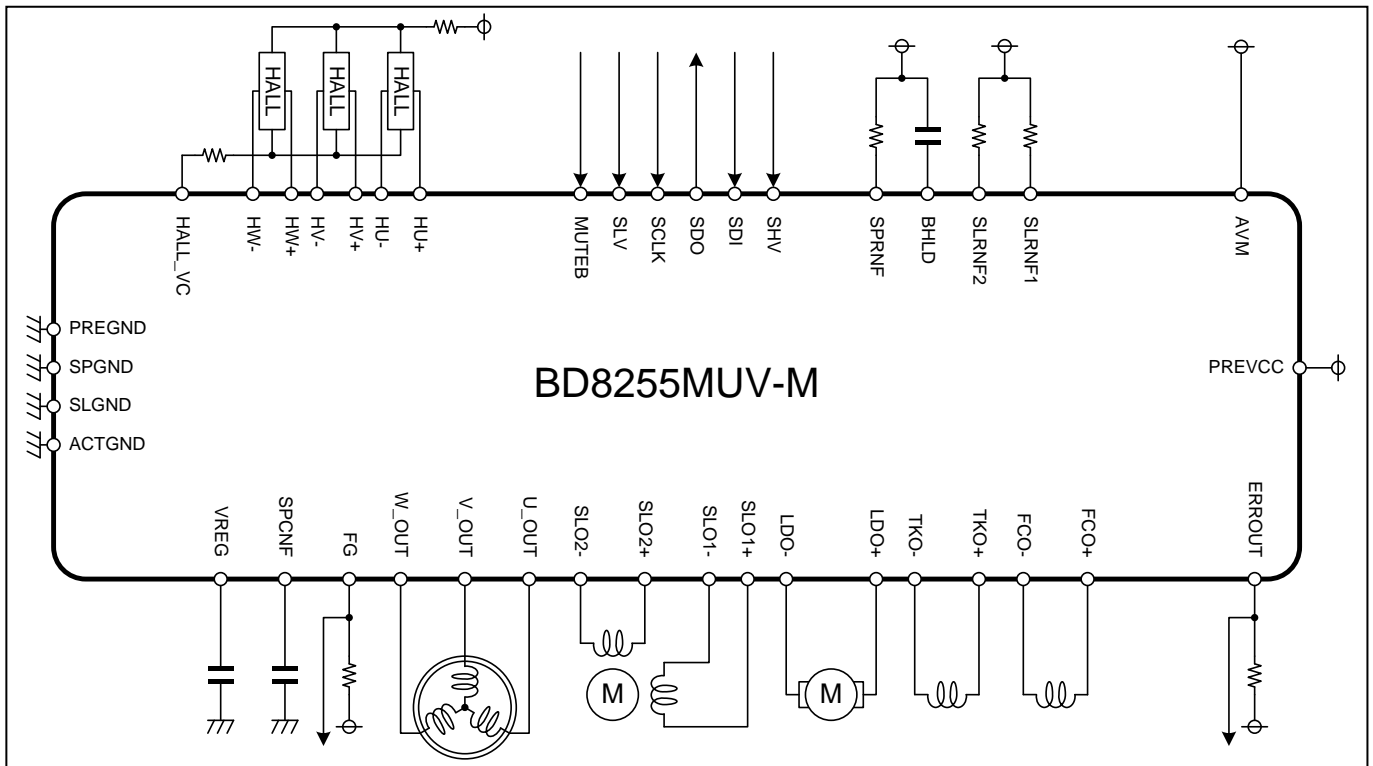 HALL
HALL
HALL
HALL_VC
HW-
HW+
HV-
HV+
HU-
HU+
MUTEB
SLV
SCLK
SDO
SDI
SHV
SPRNF
BHLD
SLRNF2
SLRNF1
AVM
PREGND
SPGND
SLGND
ACTGND
BD8255MUV-M
PREVCC
VREG
SPCNF
FG
W_OUT
V_OUT
U_OUT
SLO2-
SLO2+
SLO1-
SLO1+
LDO-
LDO+
TKO-
TKO+
FCO-
FCO+
ERROUT
M
M